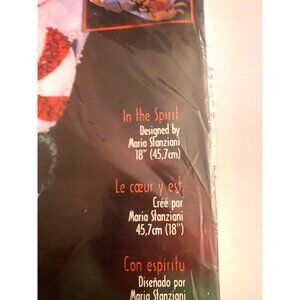 In the Spirit
Designed by
Maria Stanziani
18" (45,7cm)
Le cœur y est
Créé par
Maria Stanziani
45,7cm (18")
Con espiritu
Diseñado por
Maria Stanziani